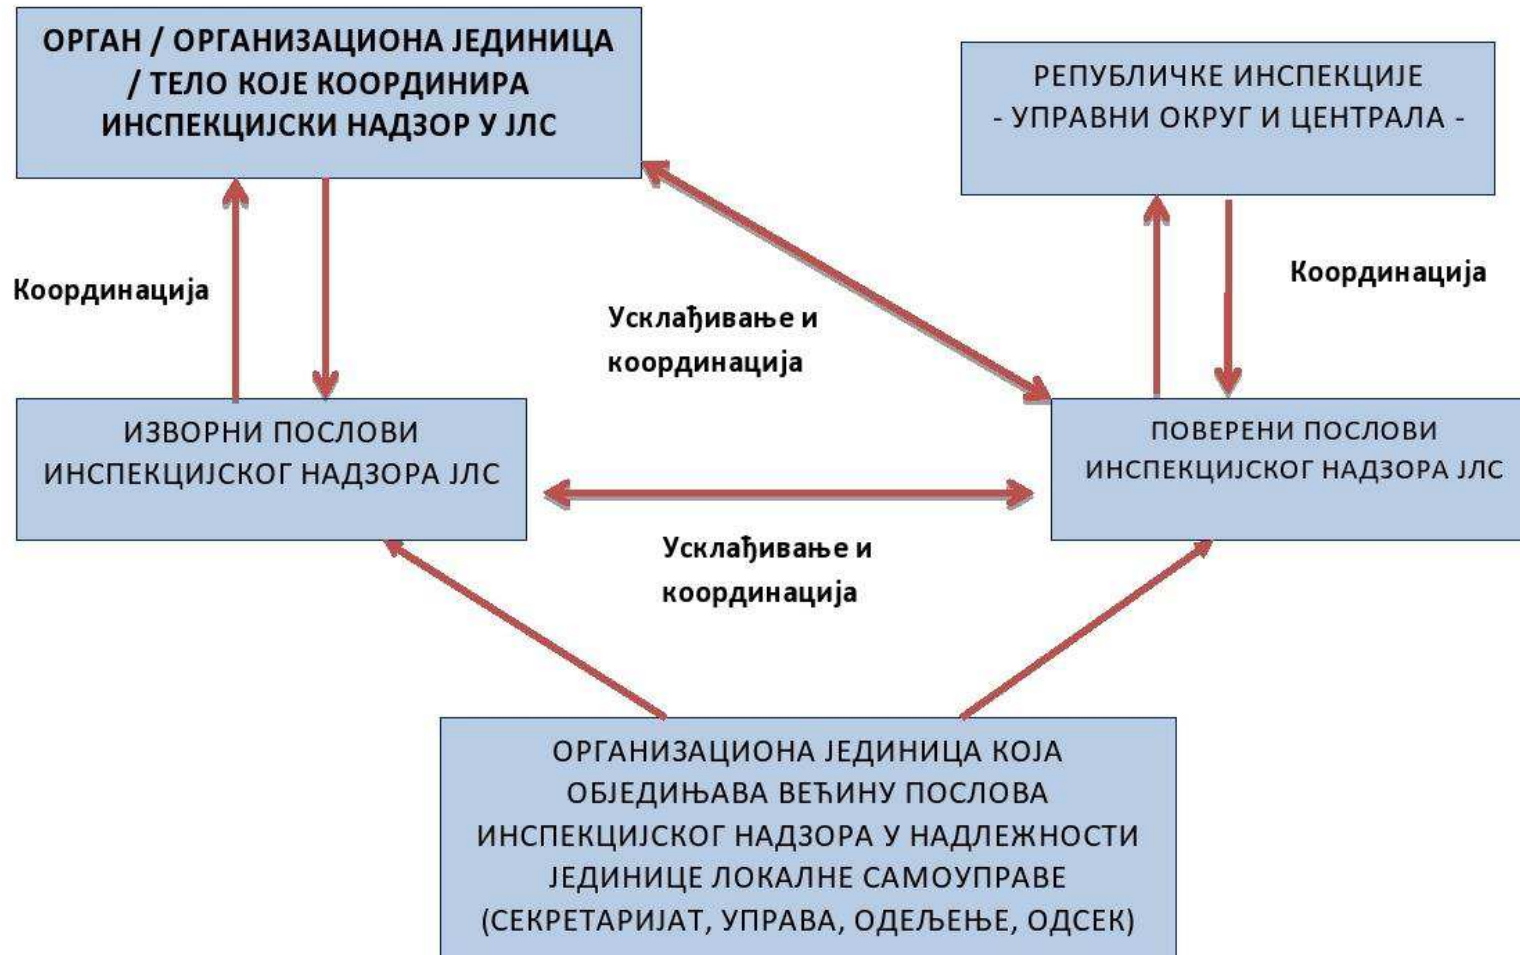 ОРГАН / ОРГАНИЗАЦИОНА ЈЕДИНИЦА
/ ТЕЛО КОЈЕ КООРДИНИРА
ИНСПЕКЦИЈСКИ НАДЗОР У ЈЛС
РЕПУБЛИЧКЕ ИНСПЕКЦИЈЕ
- УПРАВНИ ОКРУГ И ЦЕНТРАЛА -
Координација
Координација
Усклађивање и
координација
ИЗВОРНИ ПОСЛОВИ
ИНСПЕКЦИЈСКОГ НАДЗОРА ЈЛС
ПОВЕРЕНИ ПОСЛОВИ
ИНСПЕКЦИЈСКОГ НАДЗОРА ЈЛС
Усклађивање и
координација
ОРГАНИЗАЦИОНА ЈЕДИНИЦА КОЈА
ОБЈЕДИЊАВА ВЕЋИНУ ПОСЛОВА
ИНСПЕКЦИЈСКОГ НАДЗОРА У НАДЛЕЖНОСТИ
ЈЕДИНИЦЕ ЛОКАЛНЕ САМОУПРАВЕ
(СЕКРЕТАРИЈАТ, УПРАВА, ОДЕЉЕЊЕ, ОДСЕК)